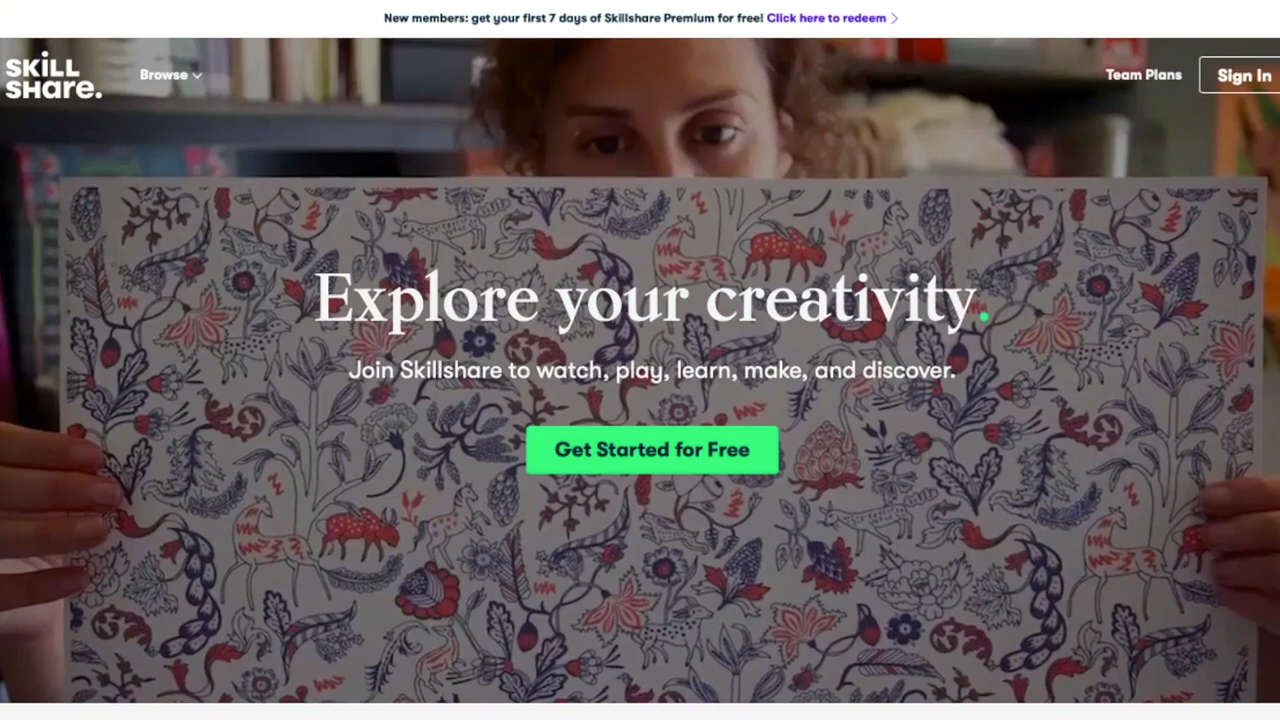 New members: get your first 7 days of Skillshare Premium for free! Click here to redeem
SKILL
SHare.
Browse
Team Plans
Sign In
Explore your creativity.
Join Skillshare to watch, play, learn, make, and discover.
Get Started for Free